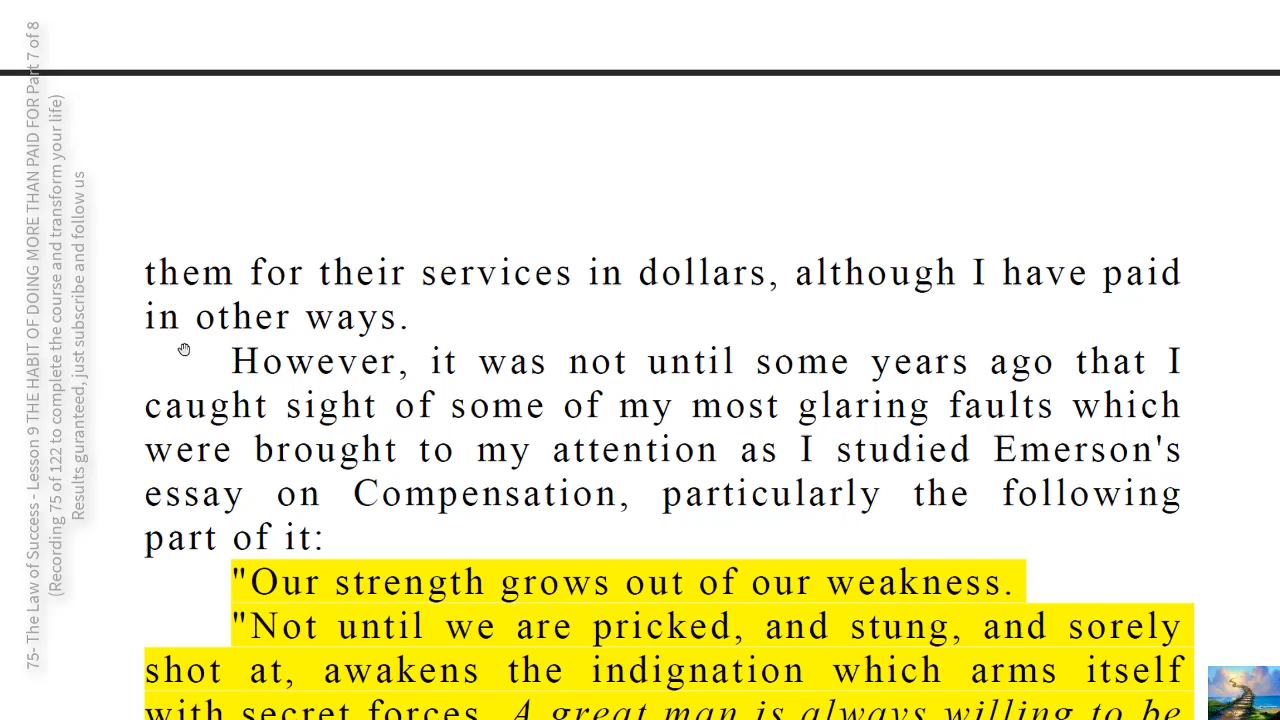 75- The Law of Success - Lesson 9 THE HABIT OF DOING MORE THAN PAID FOR Part 7 of 8
(Recording 75 of 122 to complete the course and transform your life)
Results guranteed, just subscribe and follow us
them for their services in dollars, although I have paid
in other ways.
However, it was not until some years ago that I
caught sight of some of my most glaring faults which
were brought to my attention as I studied Emerson's
essay on Compensation, particularly the following
part of it:
"Our strength grows out of our weakness.
"Not until we are pricked, and stung, and sorely
shot at, awakens the indignation which arms itself
with secret forces. A great man is always willing to be